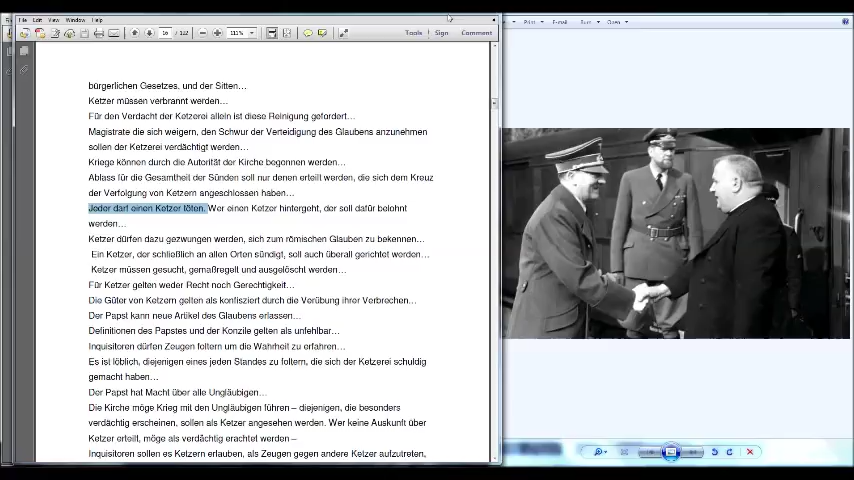 File Edit View Window Help
16 / 112
111%
Tools Sign Comment
Print E-mail Burn Open
bürgerlichen Gesetzes, und der Sitten…
Ketzer müssen verbrannt werden…
Für den Verdacht der Ketzerei allein ist diese Reinigung gefordert…
Magistrate die sich weigern, den Schwur der Verteidigung des Glaubens anzunehmen
sollen der Ketzerei verdächtigt werden…
Kriege können durch die Autorität der Kirche begonnen werden…
Ablass für die Gesamtheit der Sünden soll nur denen erteilt werden, die sich dem Kreuz
der Verfolgung von Ketzern angeschlossen haben…
Jeder darf einen Ketzer töten. Wer einen Ketzer hintergeht, der soll dafür belohnt
werden…
Ketzer dürfen dazu gezwungen werden, sich zum römischen Glauben zu bekennen…
Ein Ketzer, der schließlich an allen Orten sündigt, soll auch überall gerichtet werden…
Ketzer müssen gesucht, gemaßregelt und ausgelöscht werden…
Für Ketzer gelten weder Recht noch Gerechtigkeit…
Die Güter von Ketzern gelten als konfisziert durch die Verübung ihrer Verbrechen…
Der Papst kann neue Artikel des Glaubens erlassen…
Definitionen des Papstes und der Konzile gelten als unfehlbar…
Inquisitoren dürfen Zeugen foltern um die Wahrheit zu erfahren…
Es ist löblich, diejenigen eines jeden Standes zu foltern, die sich der Ketzerei schuldig
gemacht haben…
Der Papst hat Macht über alle Ungläubigen…
Die Kirche möge Krieg mit den Ungläubigen führen – diejenigen, die besonders
verdächtig erscheinen, sollen als Ketzer angesehen werden. Wer keine Auskunft über
Ketzer erteilt, möge als verdächtig erachtet werden –
Inquisitoren sollen es Ketzern erlauben, als Zeugen gegen andere Ketzer aufzutreten,